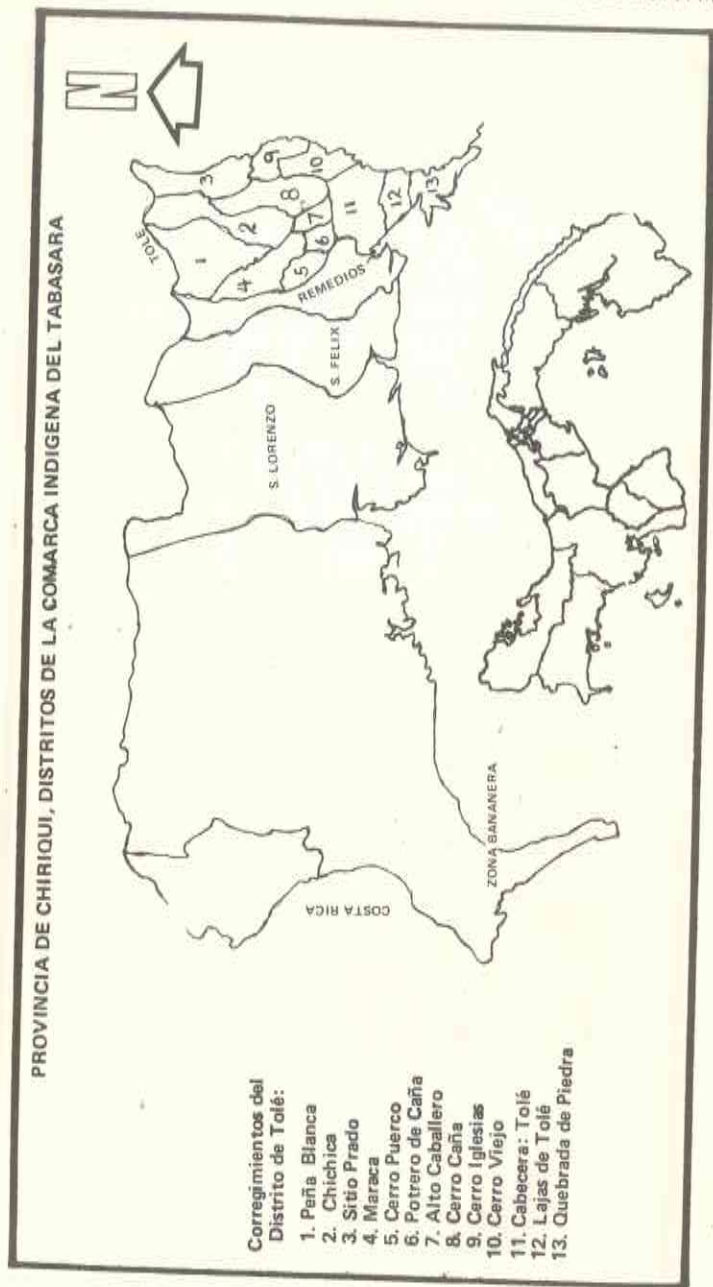 PROVINCIA DE CHIRIQUI, DISTRITOS DE LA COMARCA INDIGENA DEL TABASARA
N
Corregimientos del
Distrito de Tolé:
1. Peña Blanca
2. Chichica
3. Sitio Prado
4. Maraca
5. Cerro Puerco
6. Potrero de Caña
7. Alto Caballero
8. Cerro Caña
9. Cerro Iglesias
10. Cerro Viejo
11. Cabecera: Tolé
12. Lajas de Tolé
13. Quebrada de Piedra
COSTA RICA
ZONA BANANERA
S. LORENZO
S. FELIX
REMEDIOS
TOLE
1
2
3
4
5
6
7
8
9
10
11
12
13